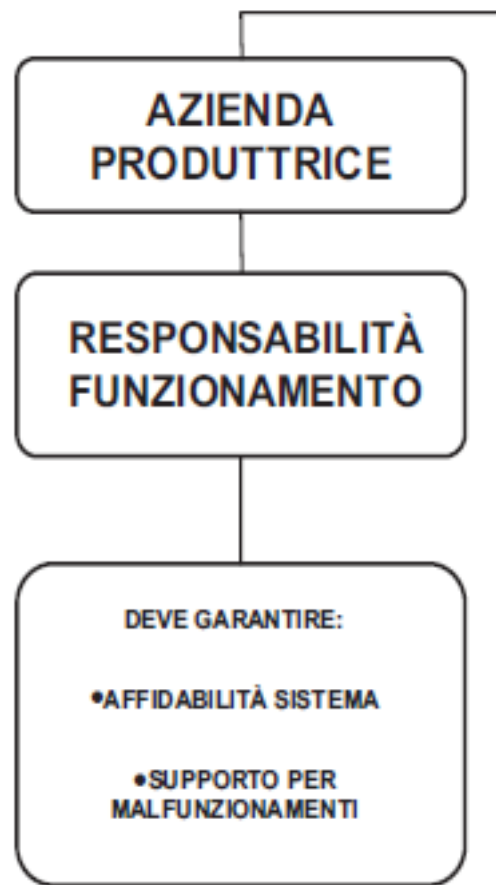 AZIENDA
PRODUTTRICE
RESPONSABILITÀ
FUNZIONAMENTO
DEVE GARANTIRE:
•AFFIDABILITÀ SISTEMA
•SUPPORTO PER
MALFUNZIONAMENTI